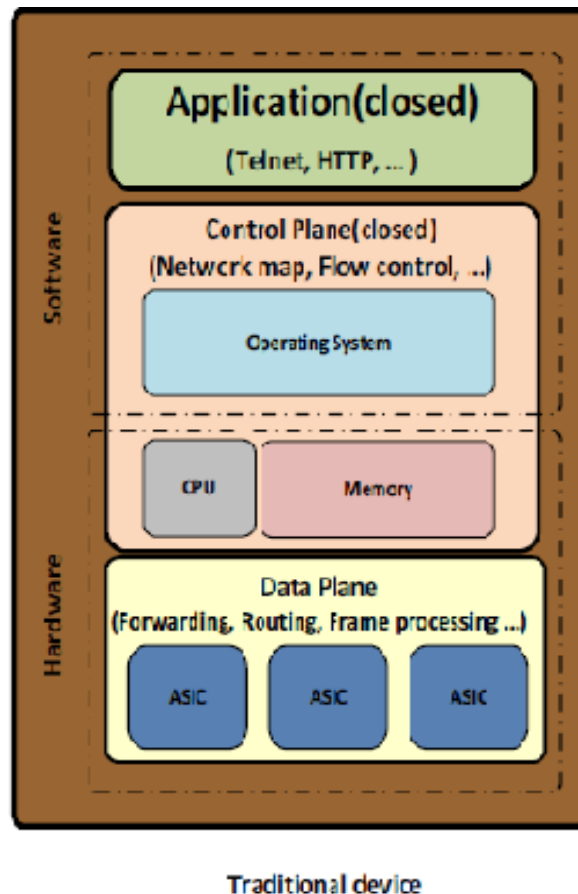 Application(closed)
(Telnet, HTTP, ... )
Software
Control Plane(closed)
(Network map, Flow control, ...)
Operating System
CPU
Memory
Hardware
Data Plane
(Forwarding, Routing, Frame processing ...)
ASIC
ASIC
ASIC
Traditional device